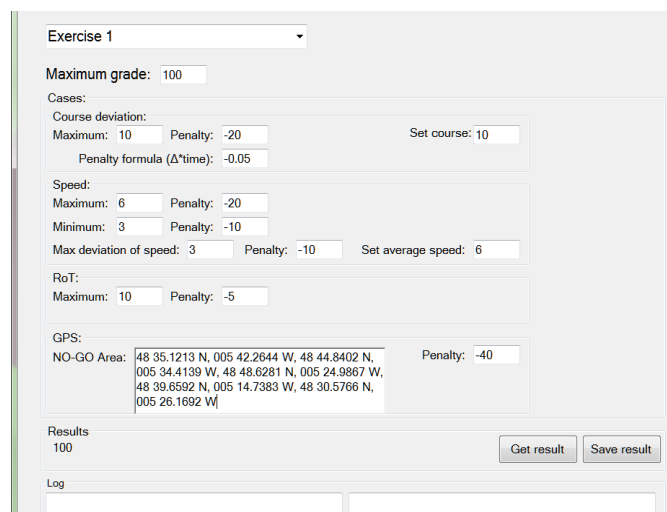 Exercise 1
Maximum grade: 100
Cases:
Course deviation:
Maximum: 10 Penalty: -20 Set course: 10
Penalty formula (Δ*time): -0.05
Speed:
Maximum: 6 Penalty: -20
Minimum: 3 Penalty: -10
Max deviation of speed: 3 Penalty: -10 Set average speed: 6
RoT:
Maximum: 10 Penalty: -5
GPS:
NO-GO Area: 48 35.1213 N, 005 42.2644 W, 48 44.8402 N, Penalty: -40
005 34.4139 W, 48 48.6281 N, 005 24.9867 W,
48 39.6592 N, 005 14.7383 W, 48 30.5766 N,
005 26.1692 W
Results
100
Get result Save result
Log